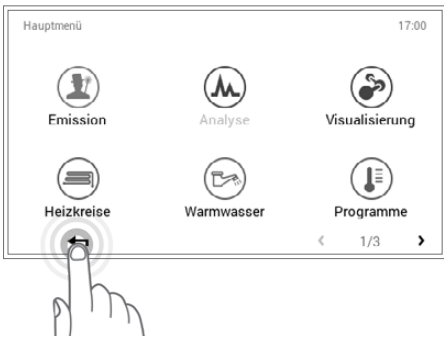 Hauptmenü 17:00
Emission Analyse Visualisierung
Heizkreise Warmwasser Programme
1/3